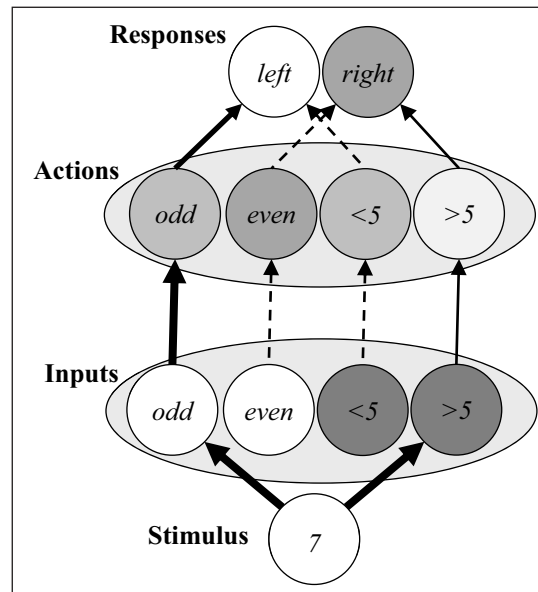 Responses
left right
Actions
odd even <5 >5
Inputs
odd even <5 >5
Stimulus
7